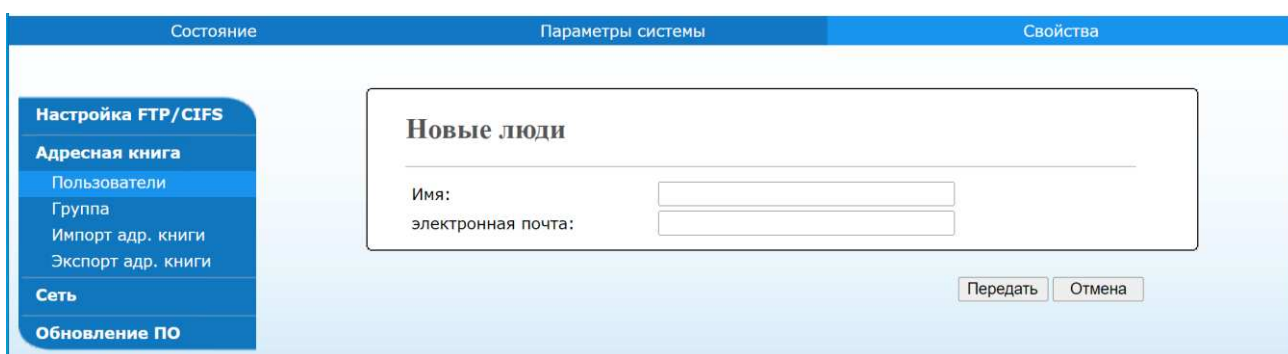 Состояние Параметры системы Свойства
Настройка FTP/CIFS
Адресная книга
Пользователи
Группа
Импорт адр. книги
Экспорт адр. книги
Сеть
Обновление ПО
Новые люди
Имя:
электронная почта:
Передать Отмена